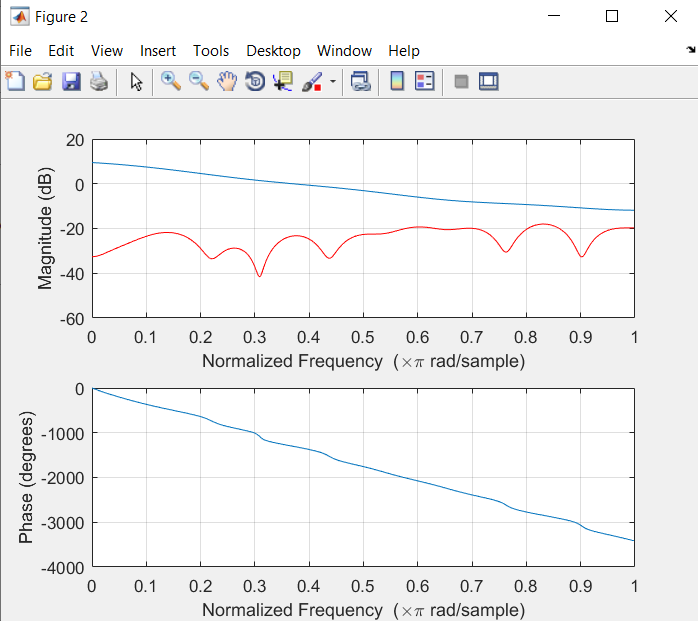 Figure 2
File Edit View Insert Tools Desktop Window Help
20
0
-20
-40
-60
Magnitude (dB)
0 0.1 0.2 0.3 0.4 0.5 0.6 0.7 0.8 0.9 1
Normalized Frequency (×π rad/sample)
0
-1000
-2000
-3000
-4000
Phase (degrees)
0 0.1 0.2 0.3 0.4 0.5 0.6 0.7 0.8 0.9 1
Normalized Frequency (×π rad/sample)